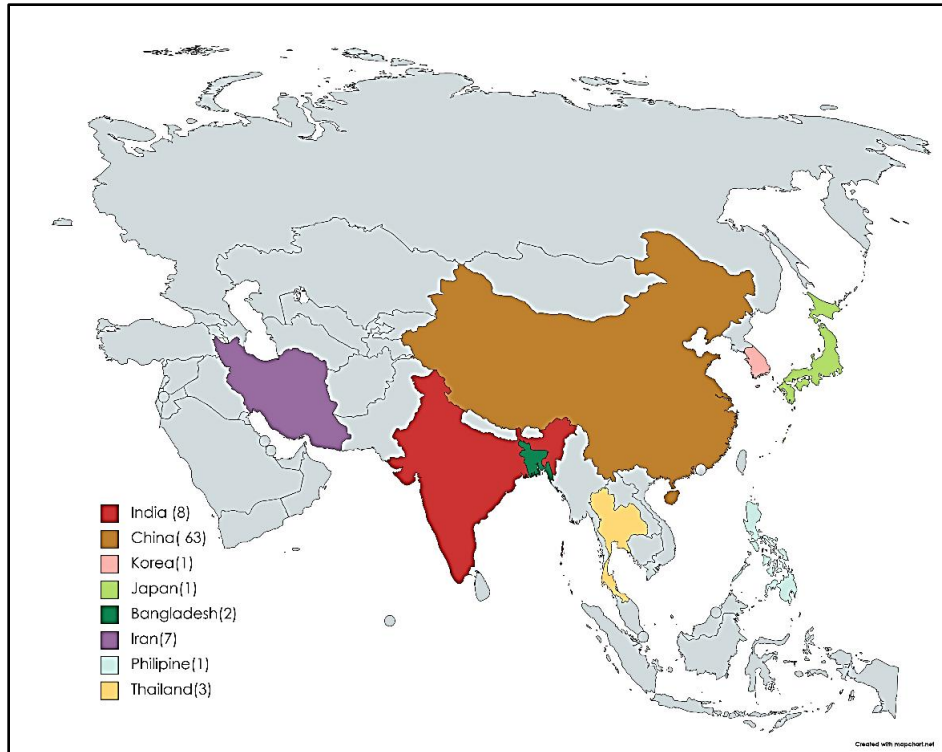 India (8)
China( 63)
Korea(1)
Japan(1)
Bangladesh(2)
Iran(7)
Philipine(1)
Thailand(3)
Created with mapchart.net